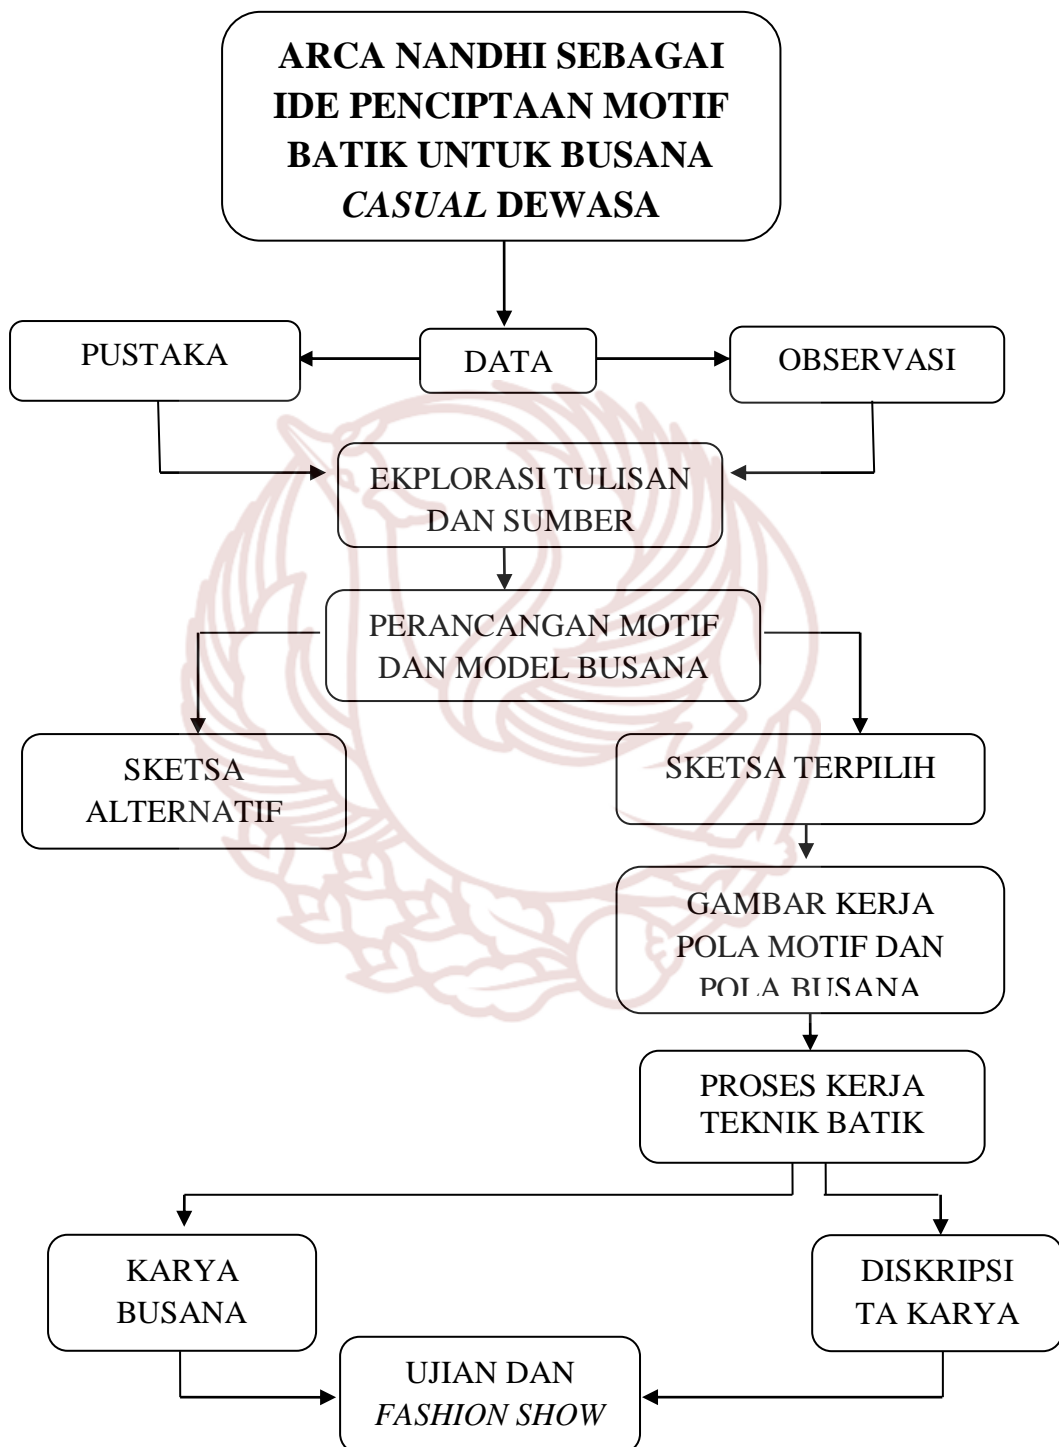 ARCA NANDHI SEBAGAI
IDE PENCIPTAAN MOTIF
BATIK UNTUK BUSANA
CASUAL DEWASA
PUSTAKA
DATA
OBSERVASI
EKPLORASI TULISAN
DAN SUMBER
PERANCANGAN MOTIF
DAN MODEL BUSANA
SKETSA
ALTERNATIF
SKETSA TERPILIH
GAMBAR KERJA
POLA MOTIF DAN
POLA BUSANA
PROSES KERJA
TEKNIK BATIK
KARYA
BUSANA
DISKRIPSI
TA KARYA
UJIAN DAN
FASHION SHOW